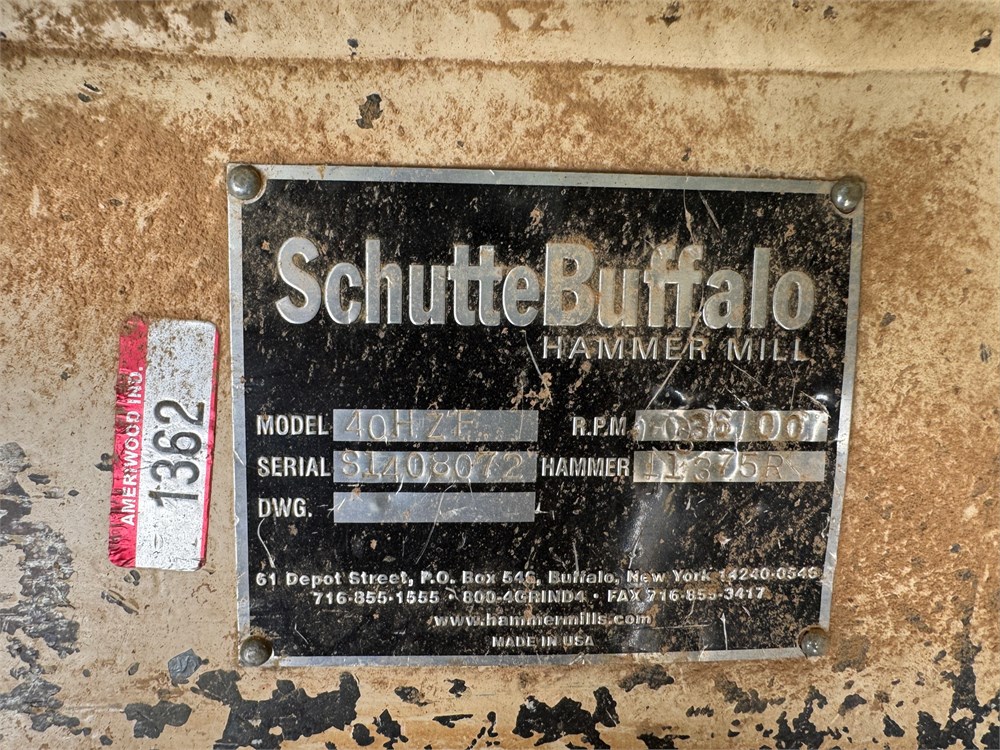 SchutteBuffalo
HAMMER MILL
MODEL 40HZF R.P.M.
SERIAL S1408072 HAMMER 11375R
DWG.
61 Depot Street, P.O. Box 546, Buffalo, New York 14240-0546
716-855-1555 · 800-4GRIND4 · FAX 716-855-3417
www.hammermills.com
MADE IN USA
AMERIWOOD IND.
1362